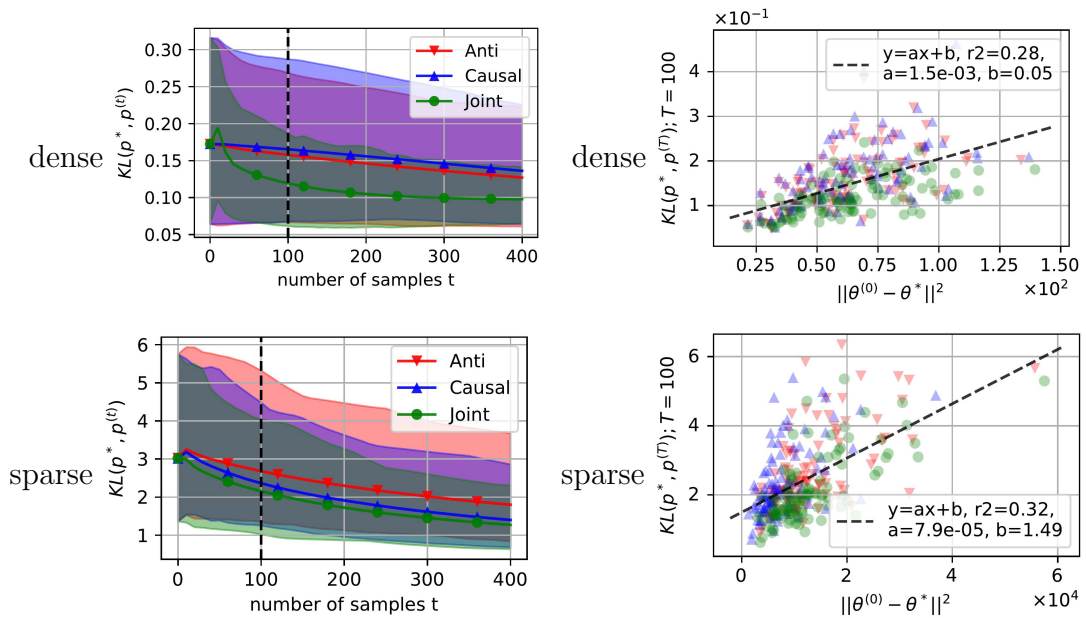 dense
KL(p*, p^(t))
0.30
0.25
0.20
0.15
0.10
0.05
Anti
Causal
Joint
0 100 200 300 400
number of samples t
dense
×10⁻¹
KL(p*, p^(T)); T = 100
4
3
2
1
y=ax+b, r2=0.28,
a=1.5e-03, b=0.05
0.25 0.50 0.75 1.00 1.25 1.50
×10²
||θ^(0) − θ*||²
sparse
KL(p*, p^(t))
6
5
4
3
2
1
Anti
Causal
Joint
0 100 200 300 400
number of samples t
sparse
KL(p*, p^(T)); T = 100
6
4
2
y=ax+b, r2=0.32,
a=7.9e-05, b=1.49
0 2 4 6
×10⁴
||θ^(0) − θ*||²